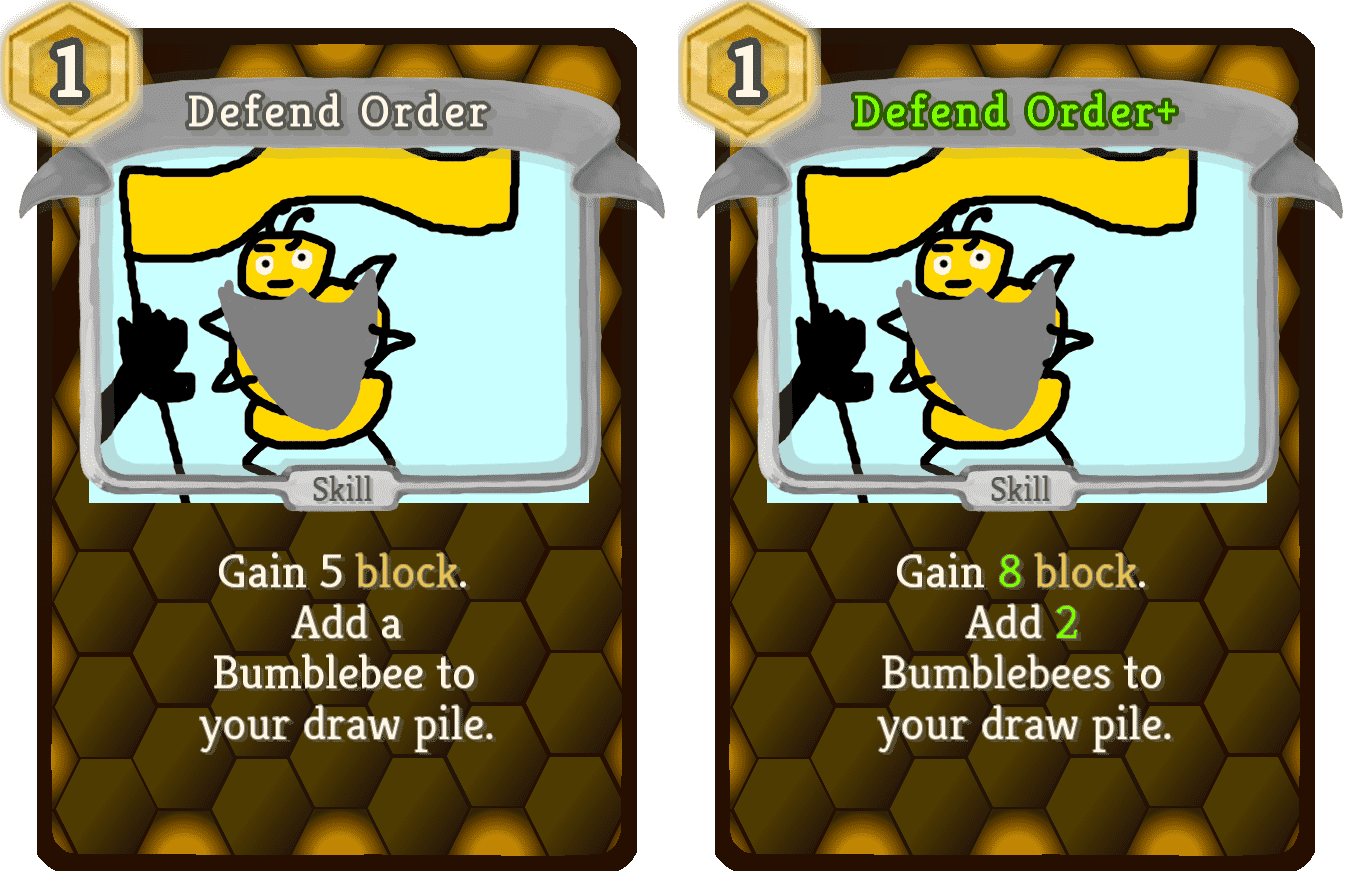 1
Defend Order
Skill
Gain 5 block.
Add a
Bumblebee to
your draw pile.
1
Defend Order+
Skill
Gain 8 block.
Add 2
Bumblebees to
your draw pile.